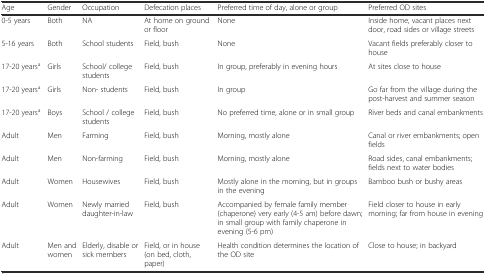 Age Gender Occupation Defecation places Preferred time of day, alone or group Preferred OD sites
0-5 years Both NA At home on ground None Inside home, vacant places next
or floor door, road sides or village streets
5-16 years Both School students Field, bush None Vacant fields preferably closer to
house
17-20 yearsᵃ Girls School/ college Field, bush In group, preferably in evening hours At sites close to house
students
17-20 yearsᵃ Girls Non- students Field, bush In group Go far from the village during the
post-harvest and summer season
17-20 yearsᵃ Boys School / college Field, bush No preferred time, alone or in small group River beds and canal embankments
students
Adult Men Farming Field, bush Morning, mostly alone Canal or river embankments; open
fields
Adult Men Non-farming Field, bush Morning, mostly alone Road sides, canal embankments;
fields next to water bodies
Adult Women Housewives Field, bush Mostly alone in the morning, but in groups Bamboo bush or bushy areas
in the evening
Adult Women Newly married Field, bush Accompanied by female family member Field closer to house in early
daughter-in-law (chaperone) very early (4-5 am) before dawn; morning; far from house in evening
in small group with family chaperone in
evening (5-6 pm)
Adult Men and Elderly, disable or Field, or in house Health condition determines the location of Close to house; in backyard
women sick members (on bed, cloth, the OD site
paper)